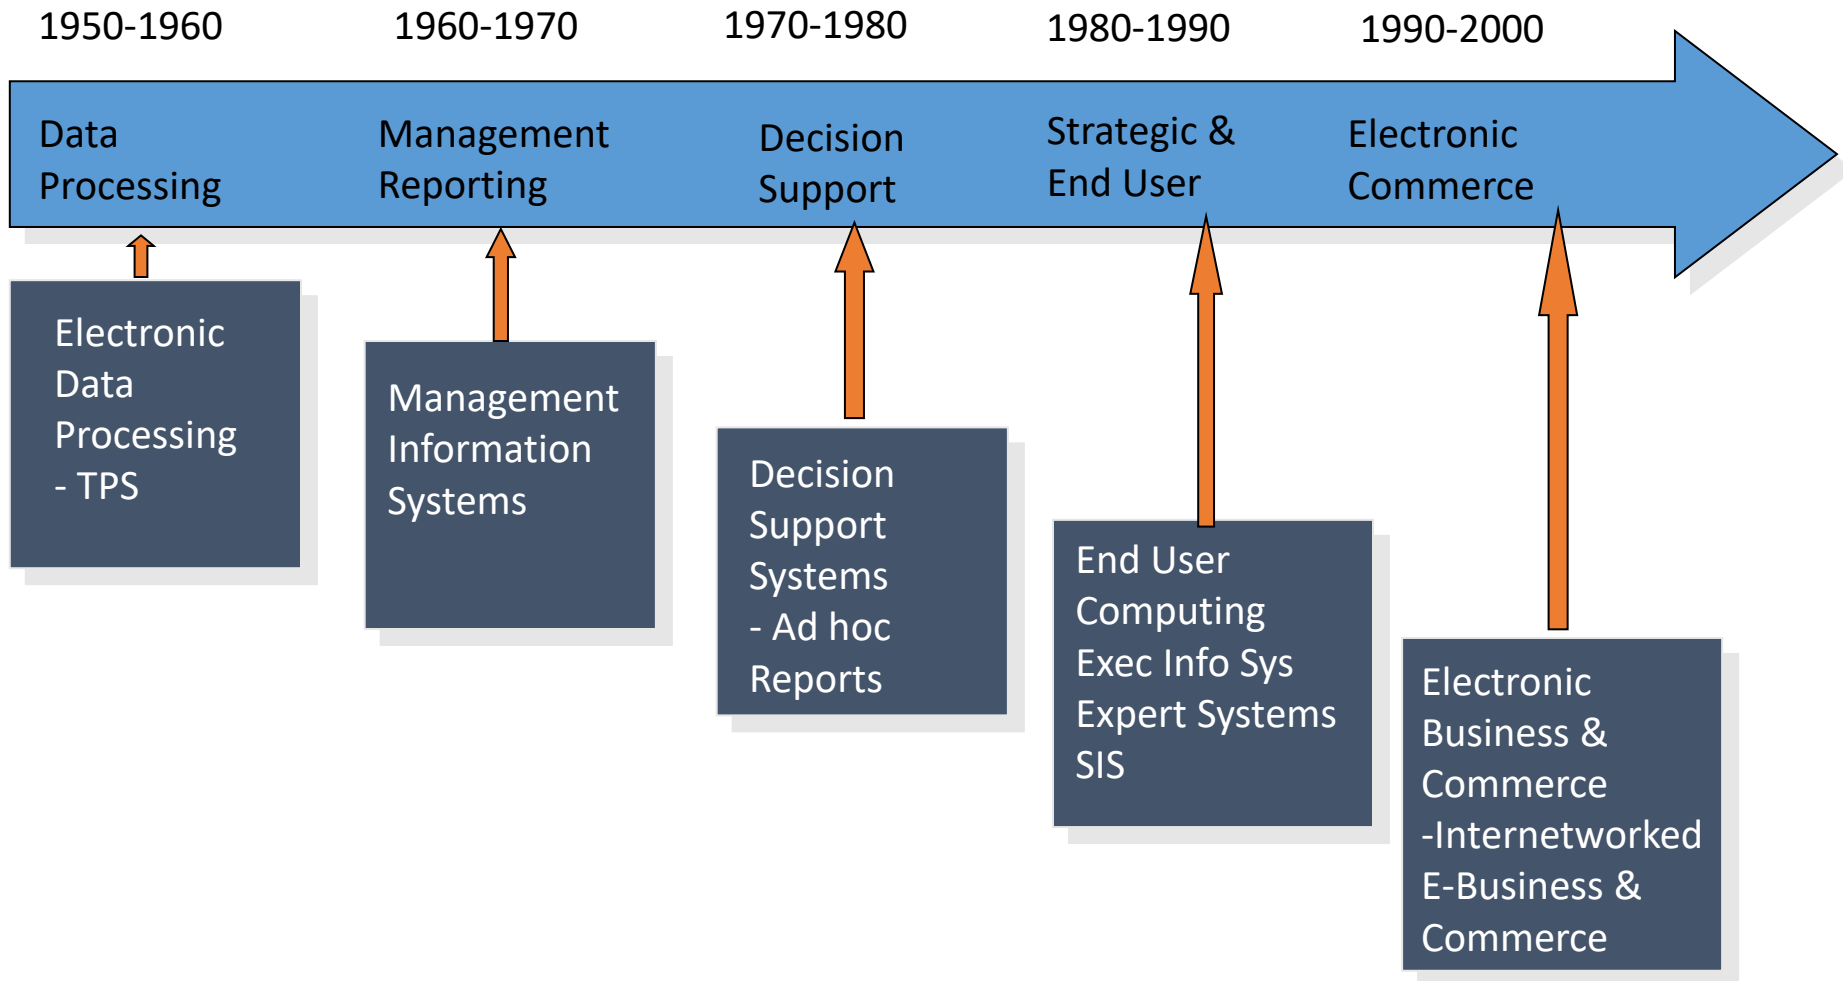 1950-1960
1960-1970
1970-1980
1980-1990
1990-2000
Data
Processing
Management
Reporting
Decision
Support
Strategic &
End User
Electronic
Commerce
Electronic
Data
Processing
- TPS
Management
Information
Systems
Decision
Support
Systems
- Ad hoc
Reports
End User
Computing
Exec Info Sys
Expert Systems
SIS
Electronic
Business &
Commerce
-Internetworked
E-Business &
Commerce